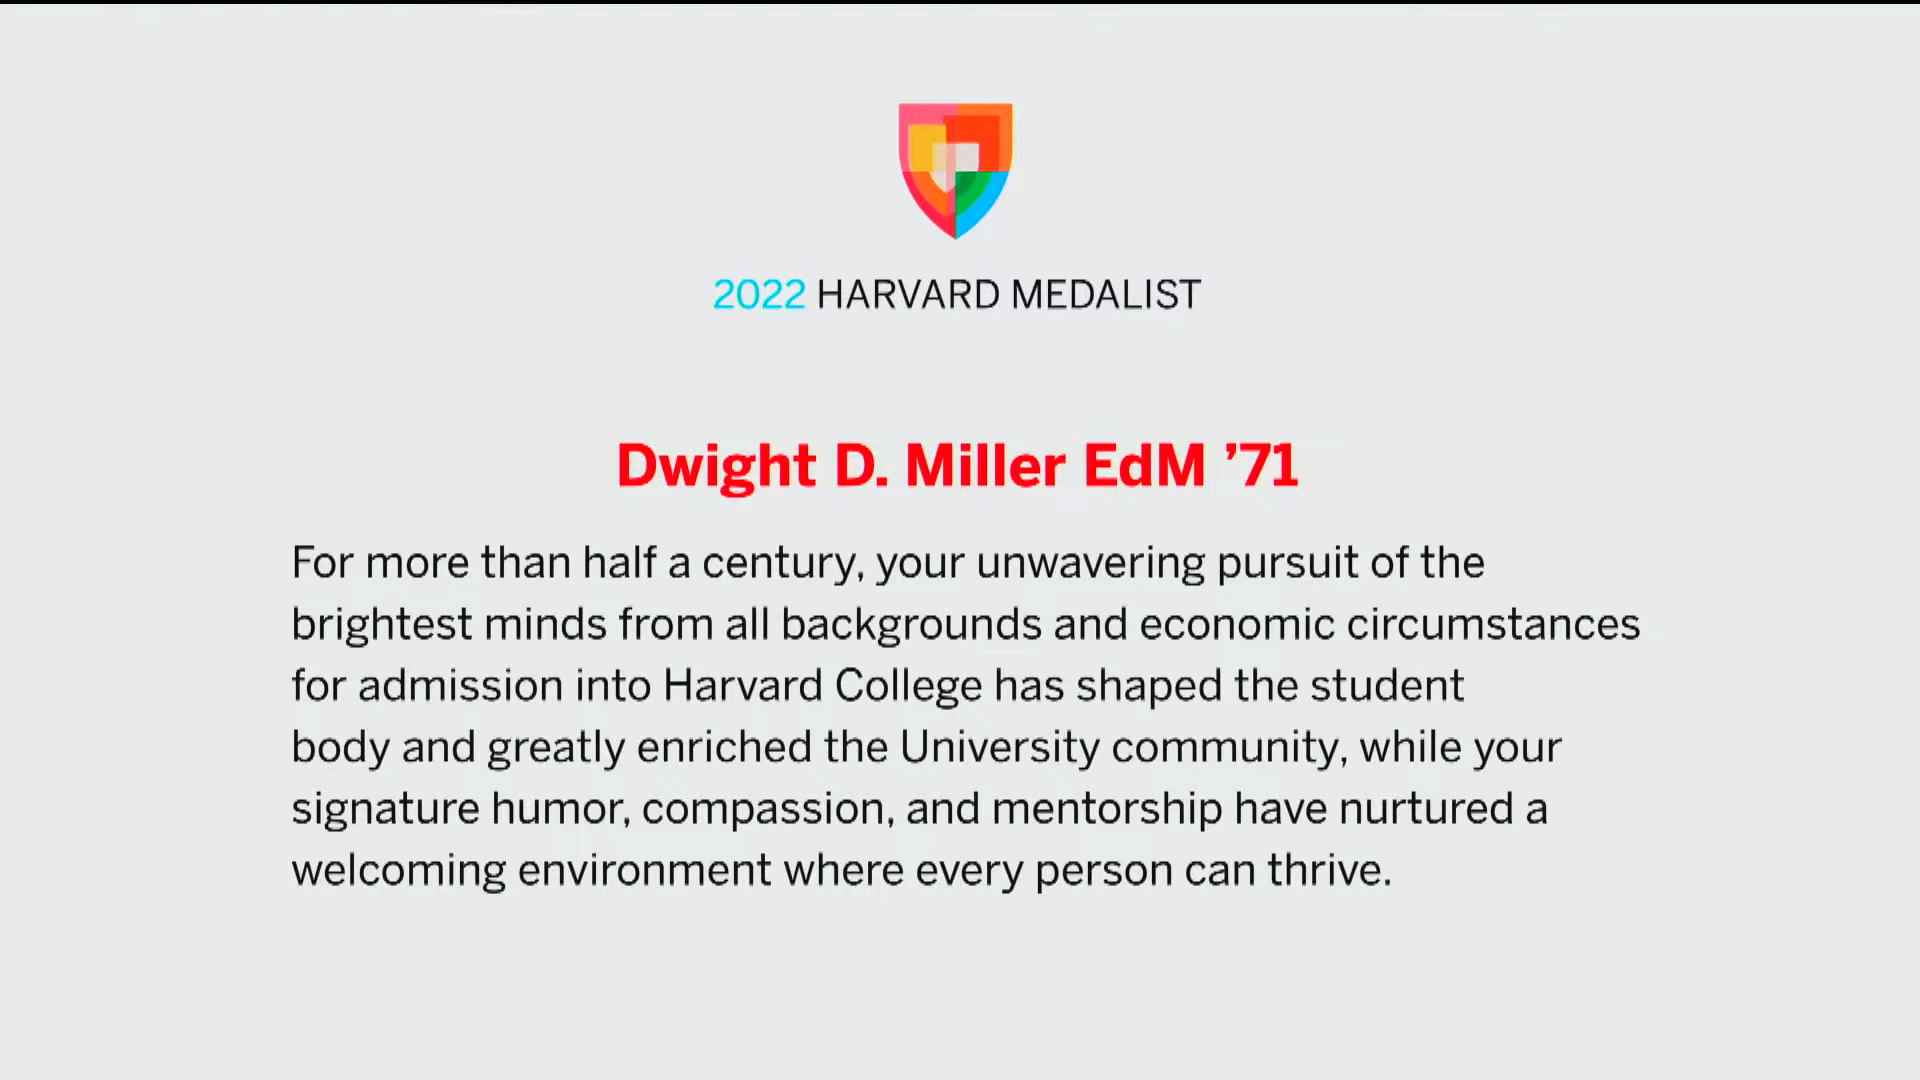 2022 HARVARD MEDALIST
Dwight D. Miller EdM ’71
For more than half a century, your unwavering pursuit of the
brightest minds from all backgrounds and economic circumstances
for admission into Harvard College has shaped the student
body and greatly enriched the University community, while your
signature humor, compassion, and mentorship have nurtured a
welcoming environment where every person can thrive.